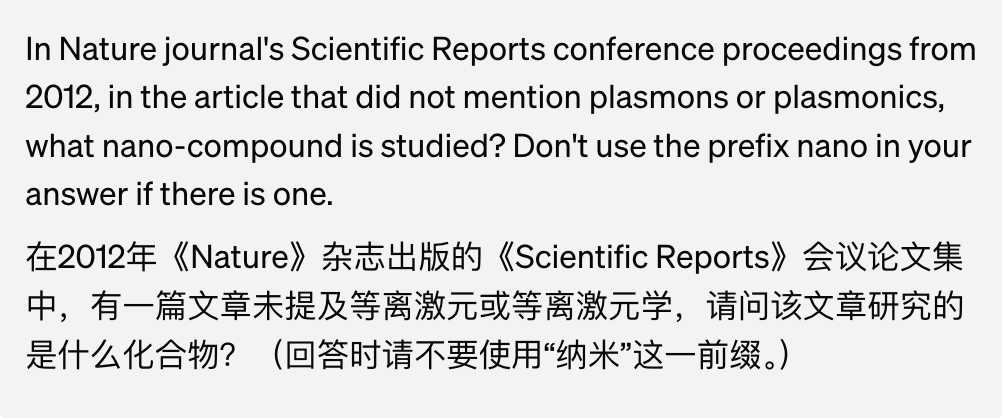 In Nature journal's Scientific Reports conference proceedings from
2012, in the article that did not mention plasmons or plasmonics,
what nano-compound is studied? Don't use the prefix nano in your
answer if there is one.
在2012年《Nature》杂志出版的《Scientific Reports》会议论文集
中，有一篇文章未提及等离激元或等离激元学，请问该文章研究的
是什么化合物？（回答时请不要使用“纳米”这一前缀。）